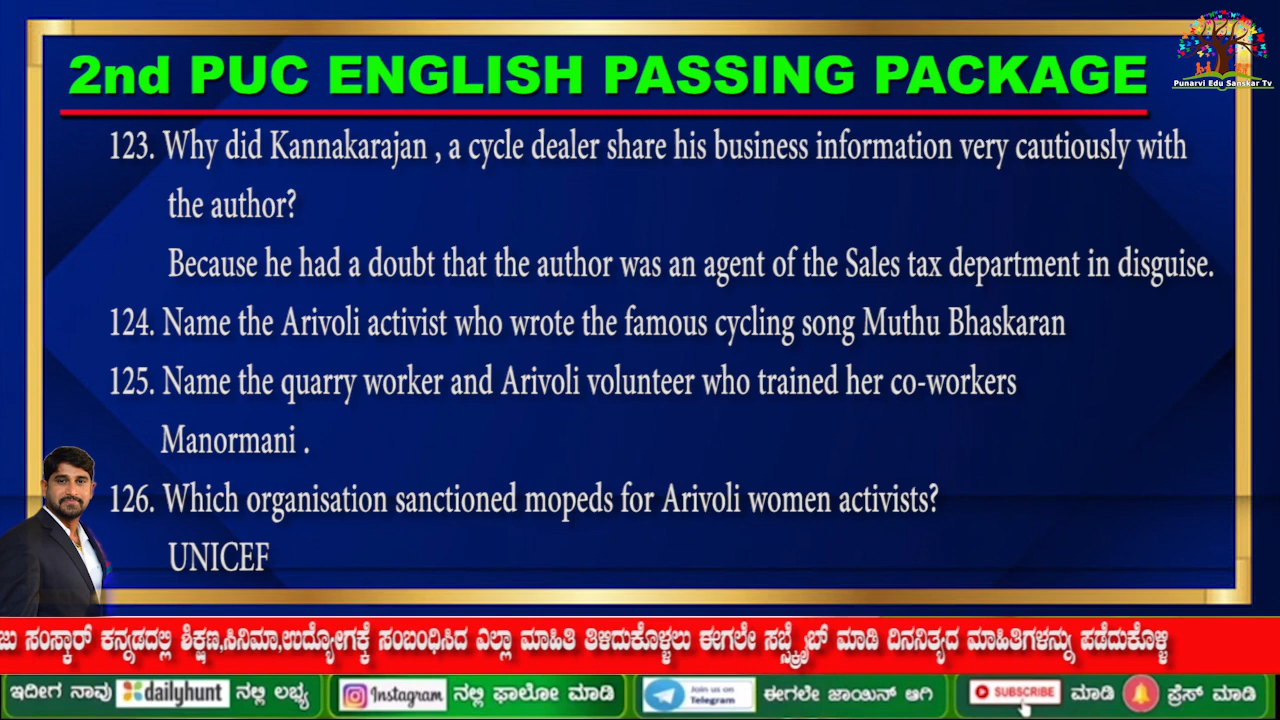 2nd PUC ENGLISH PASSING PACKAGE
Punarvi Edu Sanskar Tv
123. Why did Kannakarajan , a cycle dealer share his business information very cautiously with
the author?
Because he had a doubt that the author was an agent of the Sales tax department in disguise.
124. Name the Arivoli activist who wrote the famous cycling song Muthu Bhaskaran
125. Name the quarry worker and Arivoli volunteer who trained her co-workers
Manormani .
126. Which organisation sanctioned mopeds for Arivoli women activists?
UNICEF
ಜು ಸಂಸ್ಕಾರ್ ಕನ್ನಡದಲ್ಲಿ ಶಿಕ್ಷಣ,ಸಿನಿಮಾ,ಉದ್ಯೋಗಕ್ಕೆ ಸಂಬಂಧಿಸಿದ ಎಲ್ಲಾ ಮಾಹಿತಿ ತಿಳಿದುಕೊಳ್ಳಲು ಈಗಲೇ ಸಬ್ಸ್ಕ್ರೈಬ್ ಮಾಡಿ ದಿನನಿತ್ಯದ ಮಾಹಿತಿಗಳನ್ನು ಪಡೆದುಕೊಳ್ಳಿ
ಇದೀಗ ನಾವು dailyhunt ನಲ್ಲಿ ಲಭ್ಯ Instagram ನಲ್ಲಿ ಫಾಲೋ ಮಾಡಿ Join us on Telegram ಈಗಲೇ ಜಾಯಿನ್ ಆಗಿ SUBSCRIBE ಮಾಡಿ ಪ್ರೆಸ್ ಮಾಡಿ